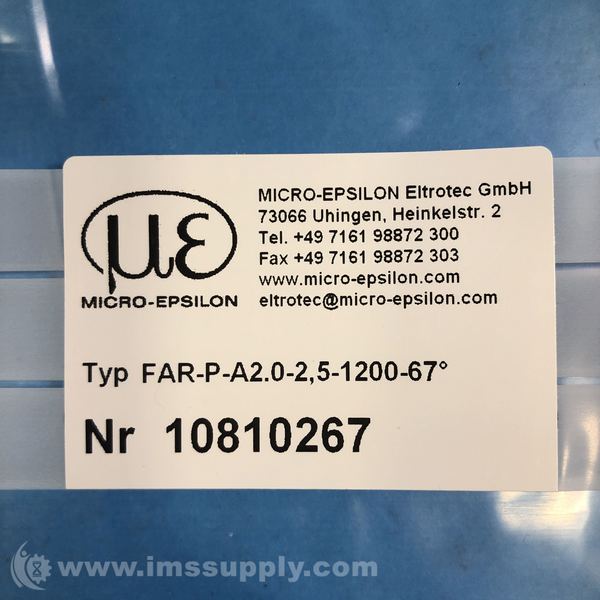 με
MICRO-EPSILON
MICRO-EPSILON Eltrotec GmbH
73066 Uhingen, Heinkelstr. 2
Tel. +49 7161 98872 300
Fax +49 7161 98872 303
www.micro-epsilon.com
eltrotec@micro-epsilon.com
Typ FAR-P-A2.0-2,5-1200-67°
Nr 10810267
www.imssupply.com